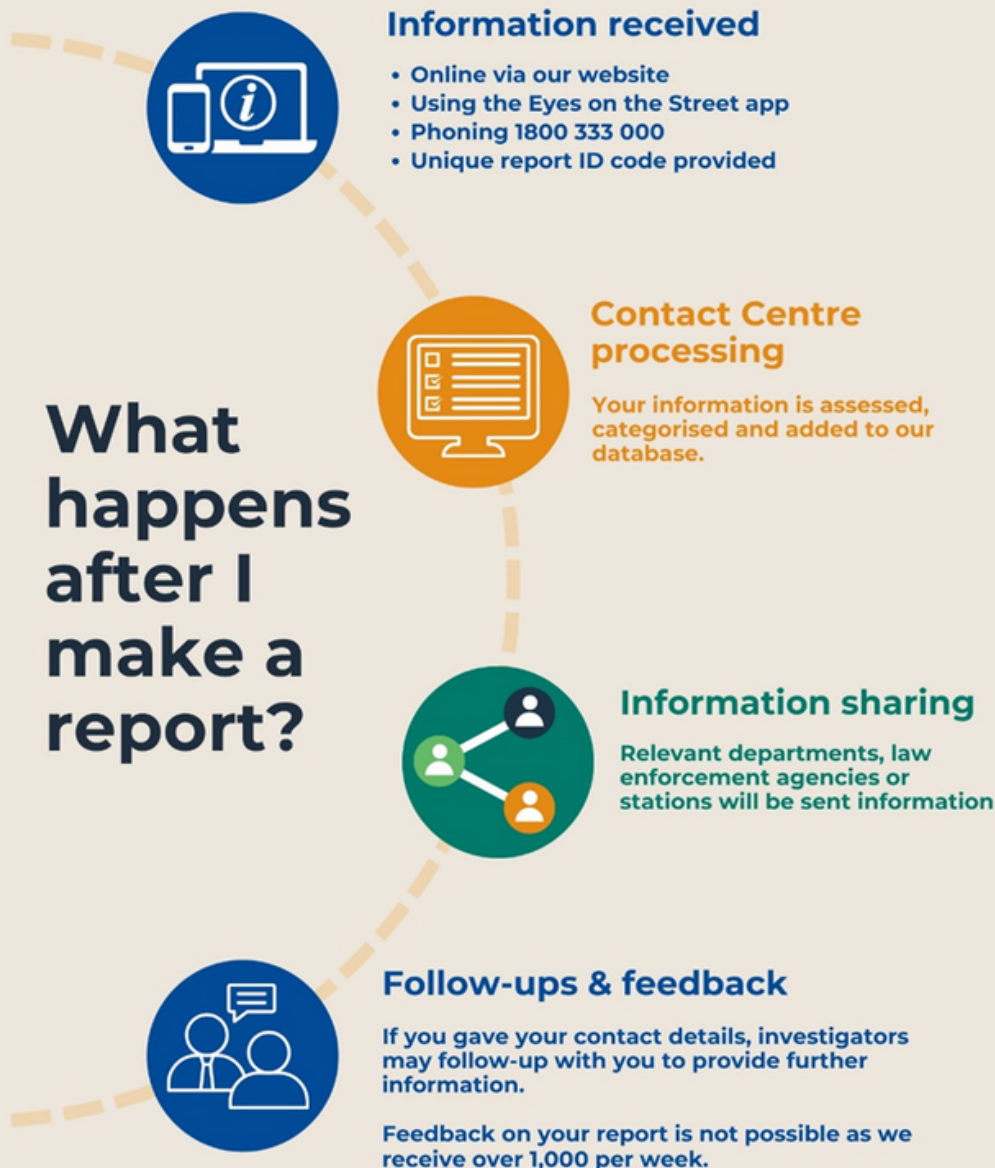 Information received
• Online via our website
• Using the Eyes on the Street app
• Phoning 1800 333 000
• Unique report ID code provided
Contact Centre
processing
Your information is assessed,
categorised and added to our
database.
What
happens
after I
make a
report?
Information sharing
Relevant departments, law
enforcement agencies or
stations will be sent information
Follow-ups & feedback
If you gave your contact details, investigators
may follow-up with you to provide further
information.
Feedback on your report is not possible as we
receive over 1,000 per week.